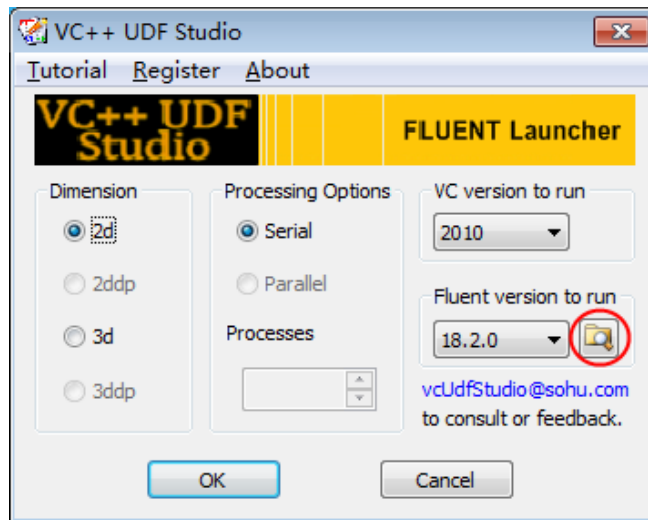 VC++ UDF Studio
Tutorial Register About
VC++ UDF
Studio
FLUENT Launcher
Dimension
2d
2ddp
3d
3ddp
Processing Options
Serial
Parallel
Processes
VC version to run
2010
Fluent version to run
18.2.0
vcUdfStudio@sohu.com
to consult or feedback.
OK
Cancel